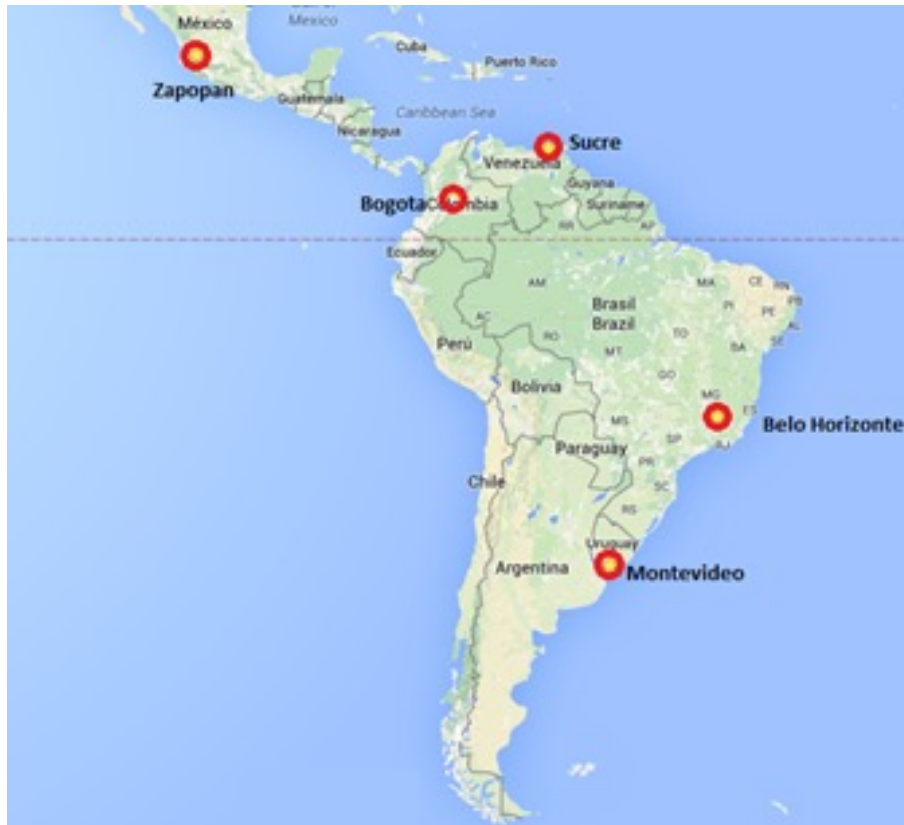 México
Mexico
Cuba
Puerto Rico
Zapopan
Guatemala
Caribbean Sea
Nicaragua
Sucre
Venezuela
Guyana
Suriname
Bogota
Colombia
RR
AP
Ecuador
AM
MA
CE
RN
PB
PI
PE
AL
SE
Brasil
Brazil
AC
RO
TO
BA
MT
Perú
GO
Bolivia
MG
ES
MS
SP
RJ
Belo Horizonte
Paraguay
PR
Chile
SC
RS
Uruguay
Argentina
Montevideo